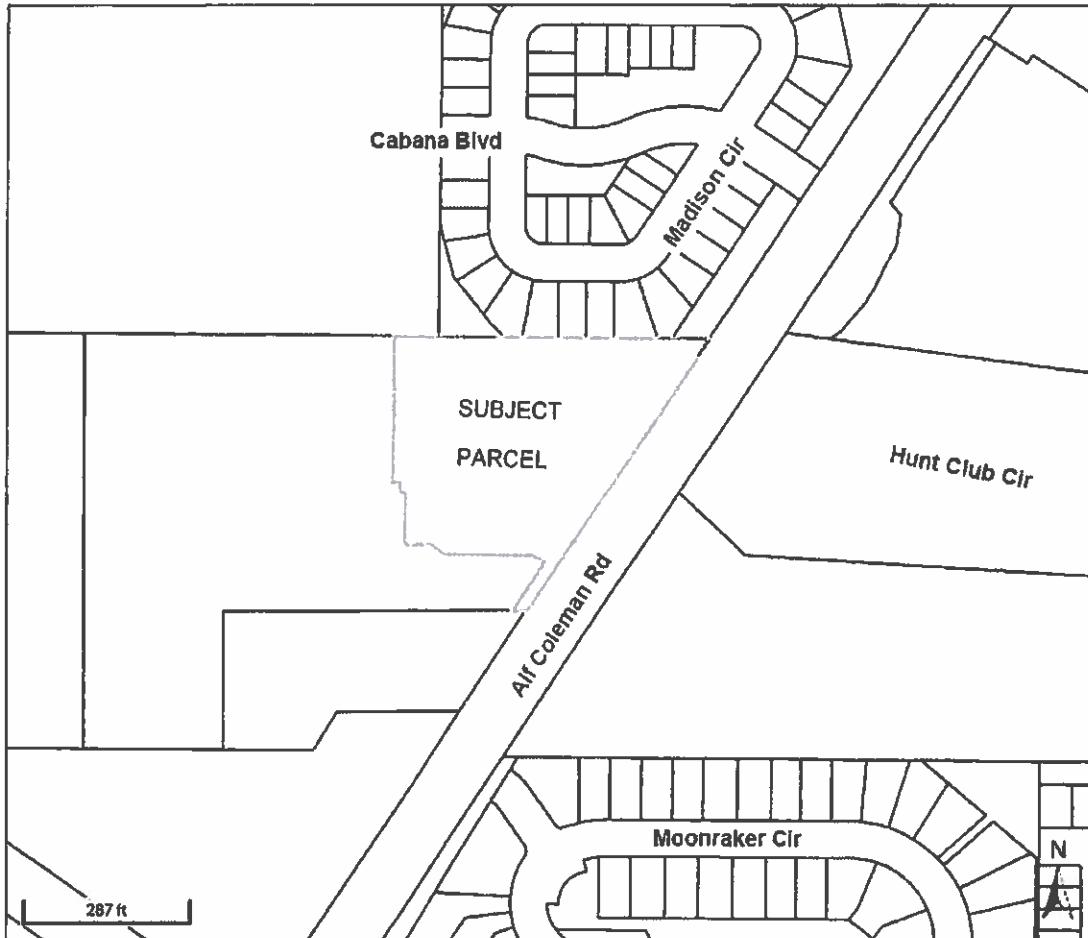 Cabana Blvd
Madison Cir
SUBJECT
PARCEL
Hunt Club Cir
Alf Coleman Rd
Moonraker Cir
N
287 ft